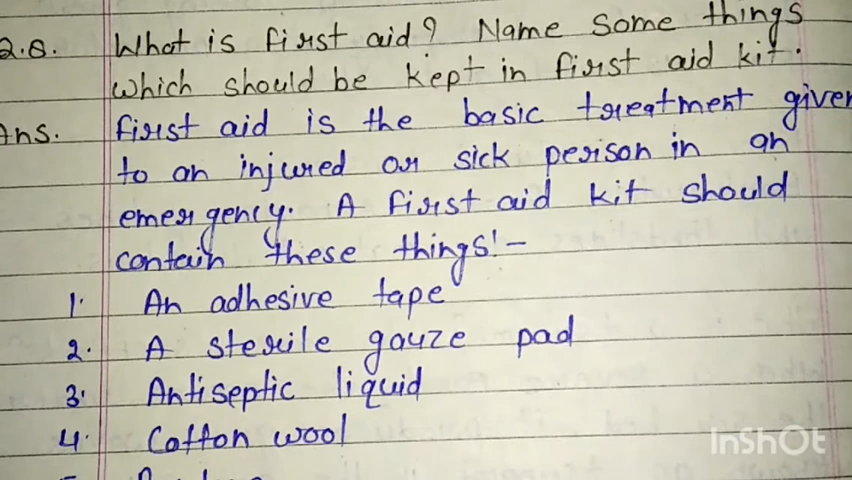 Q.8. What is first aid? Name some things
which should be kept in first aid kit.
Ans. first aid is the basic treatment given
to an injured or sick person in an
emergency. A first aid kit should
contain these things:-
1. An adhesive tape
2. A sterile gauze pad
3. Antiseptic liquid
4. Cotton wool
InShOt